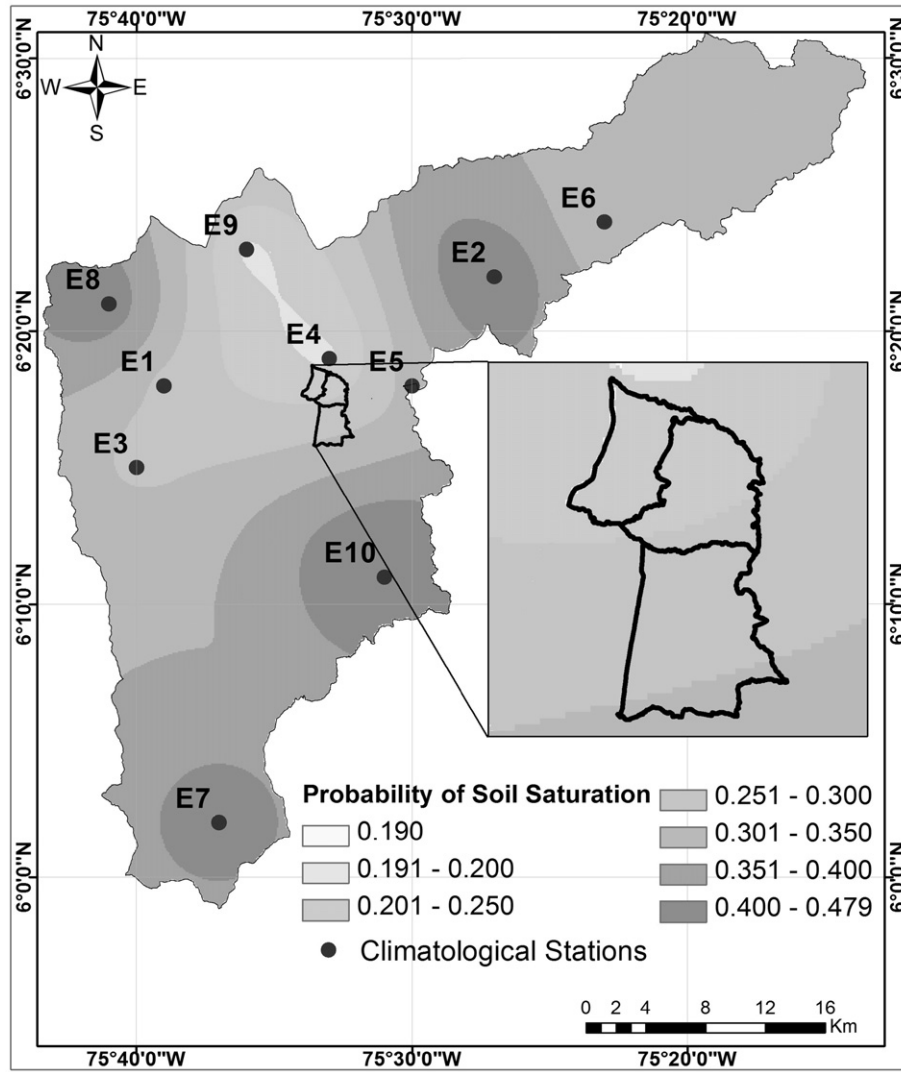 75°40'0"W 75°30'0"W 75°20'0"W
6°30'0"N 6°30'0"N
N
W E
S
E6
E9
E2
E8
6°20'0"N 6°20'0"N
E4
E1 E5
E3
E10
6°10'0"N 6°10'0"N
E7
Probability of Soil Saturation
0.190
0.191 - 0.200
0.201 - 0.250
0.251 - 0.300
0.301 - 0.350
0.351 - 0.400
0.400 - 0.479
6°0'0"N 6°0'0"N
Climatological Stations
0 2 4 8 12 16
Km
75°40'0"W 75°30'0"W 75°20'0"W